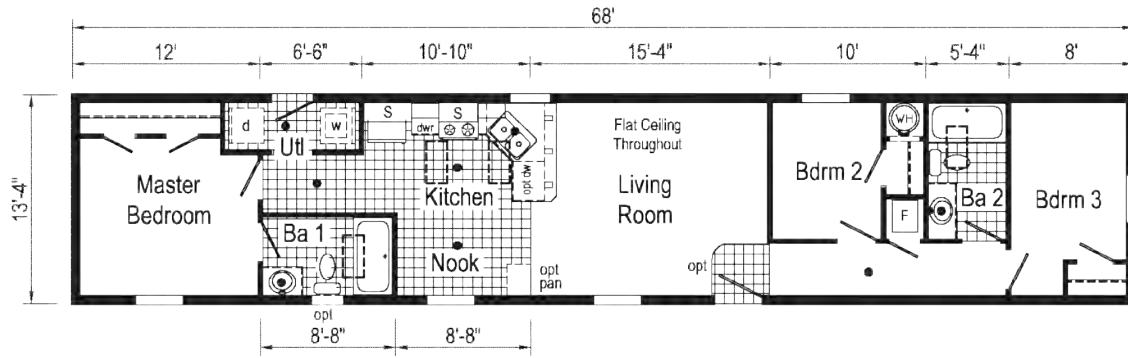 68'
12'
6'-6"
10'-10"
15'-4"
10'
5'-4"
8'
13'-4"
d
w
Utl
S
dwr
S
opt dw
Flat Ceiling
Throughout
WH
Master
Bedroom
Kitchen
Living
Room
Bdrm 2
F
Ba 2
Bdrm 3
Ba 1
Nook
opt
pan
opt
opt
8'-8"
8'-8"